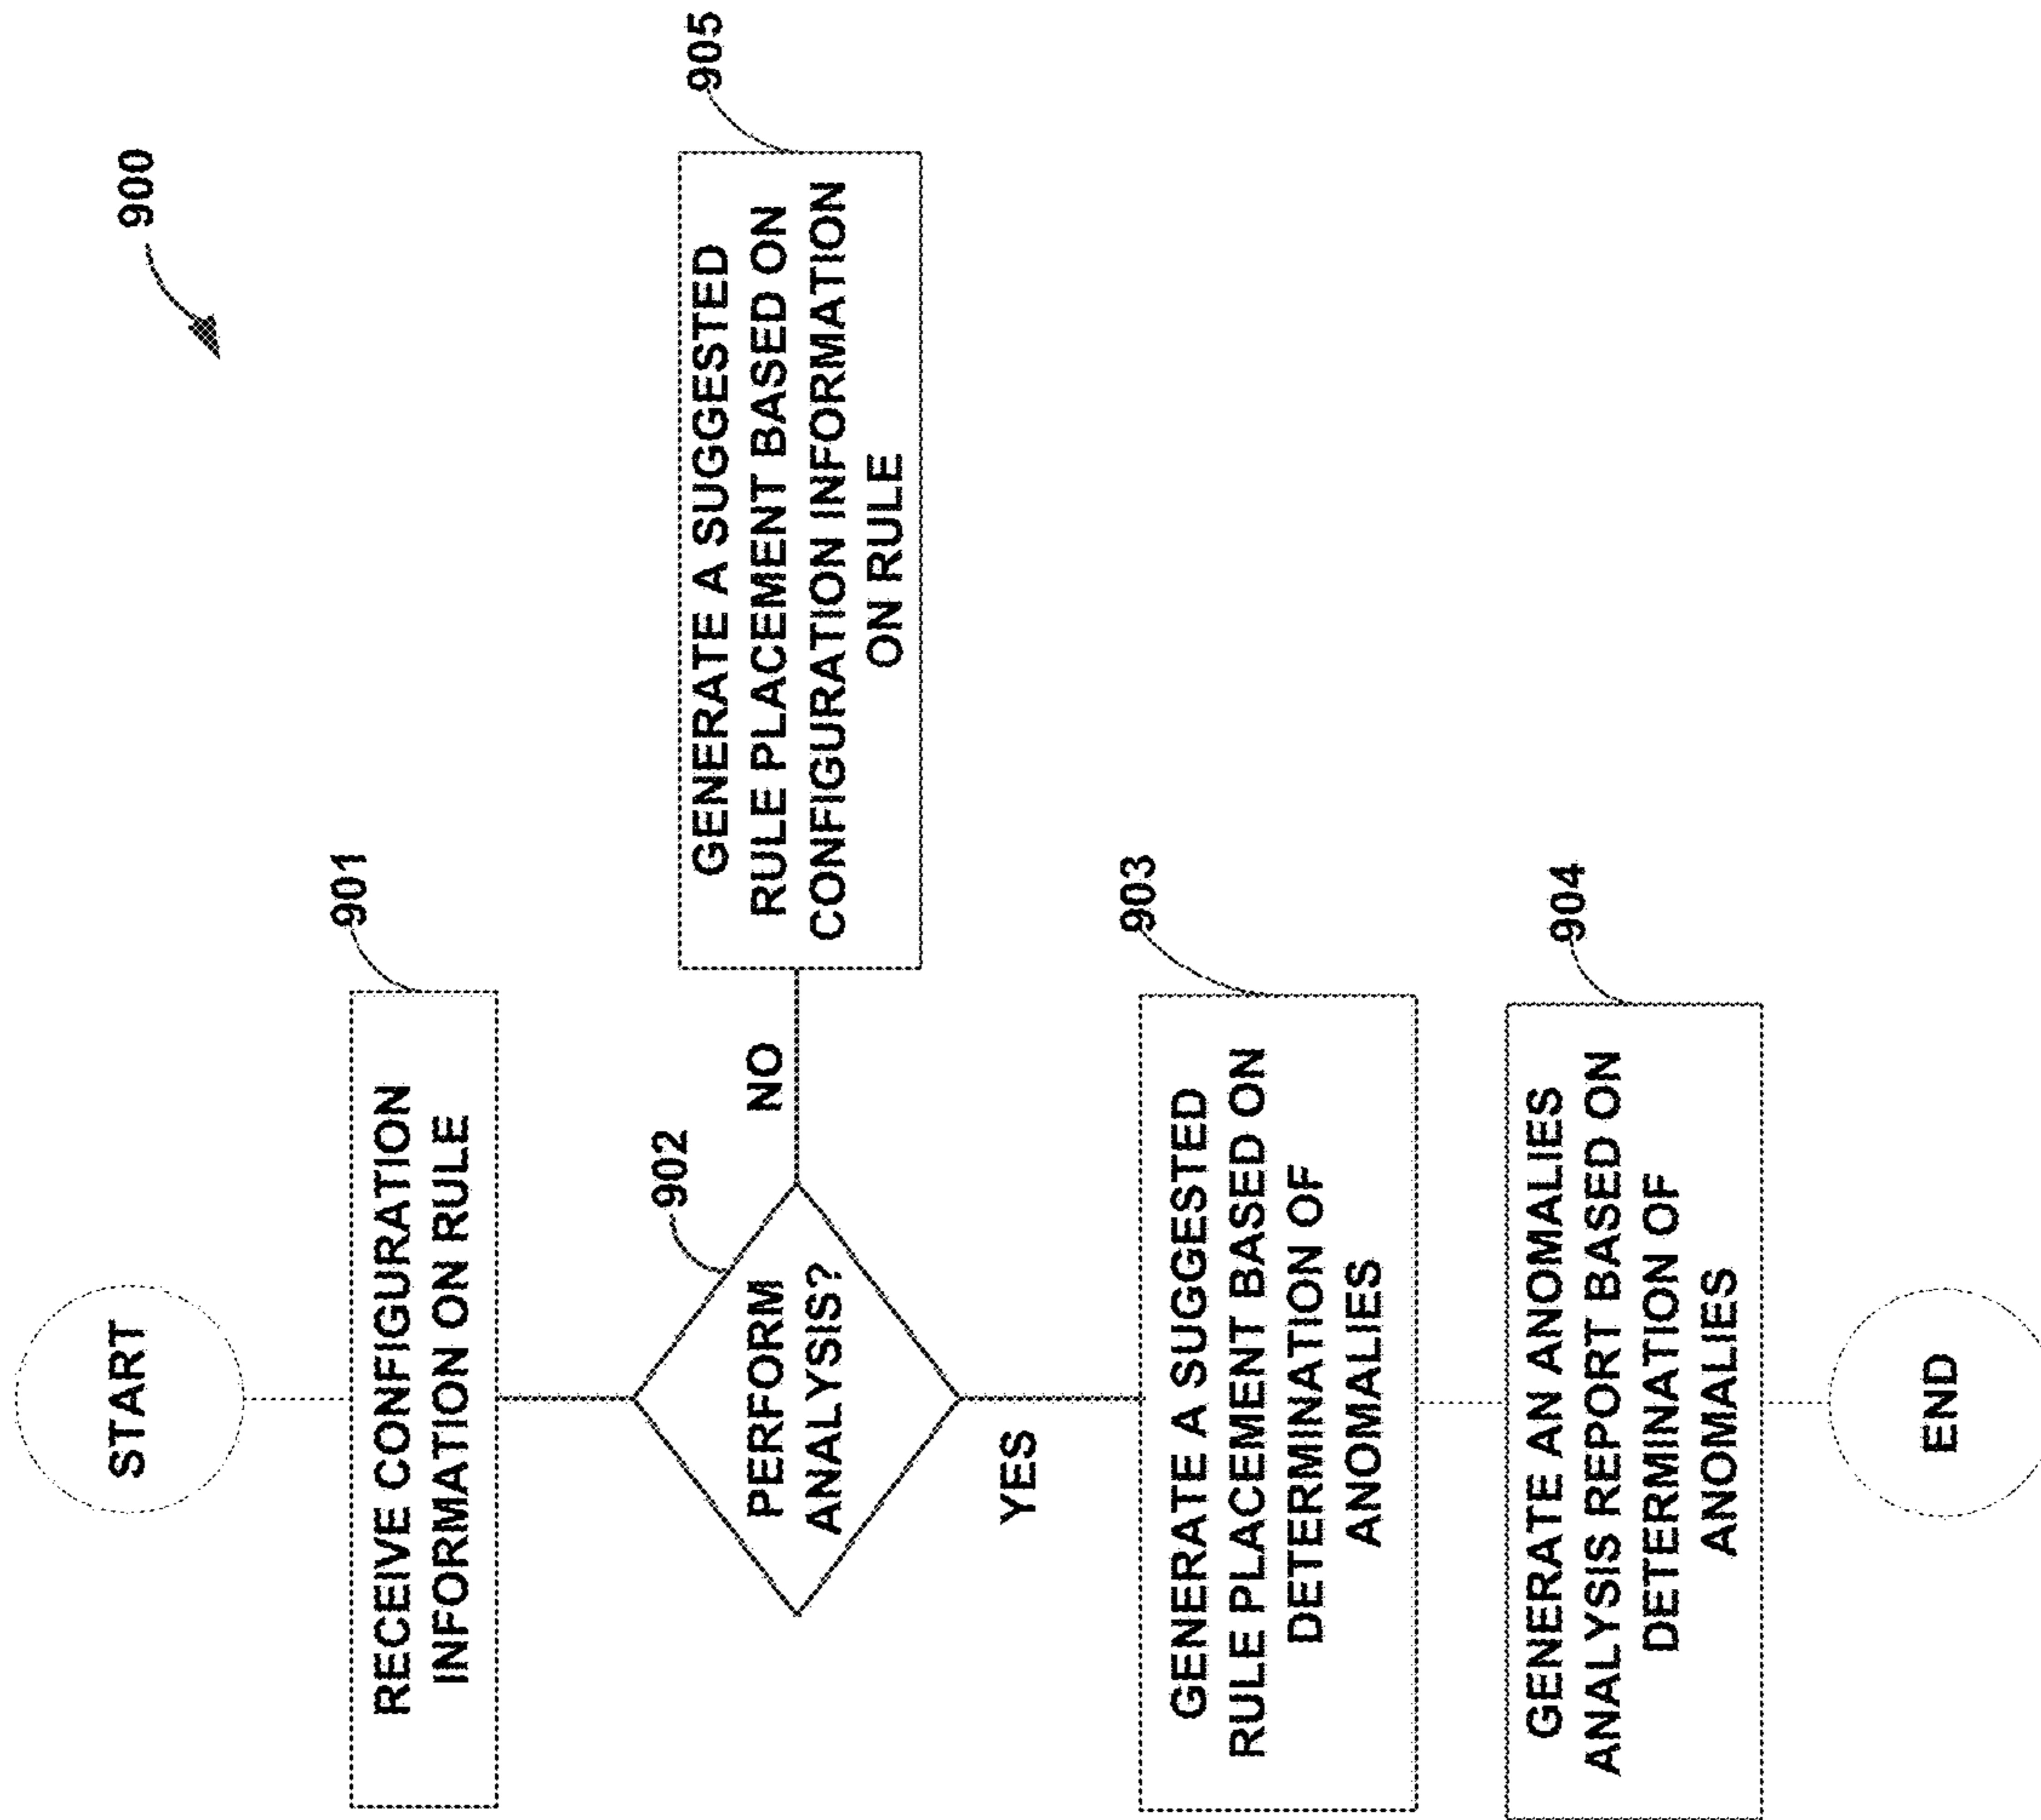 900
START
901
RECEIVE CONFIGURATION
INFORMATION ON RULE
902
PERFORM
ANALYSIS?
NO
905
GENERATE A SUGGESTED
RULE PLACEMENT BASED ON
CONFIGURATION INFORMATION
ON RULE
YES
903
GENERATE A SUGGESTED
RULE PLACEMENT BASED ON
DETERMINATION OF
ANOMALIES
904
GENERATE AN ANOMALIES
ANALYSIS REPORT BASED ON
DETERMINATION OF
ANOMALIES
END